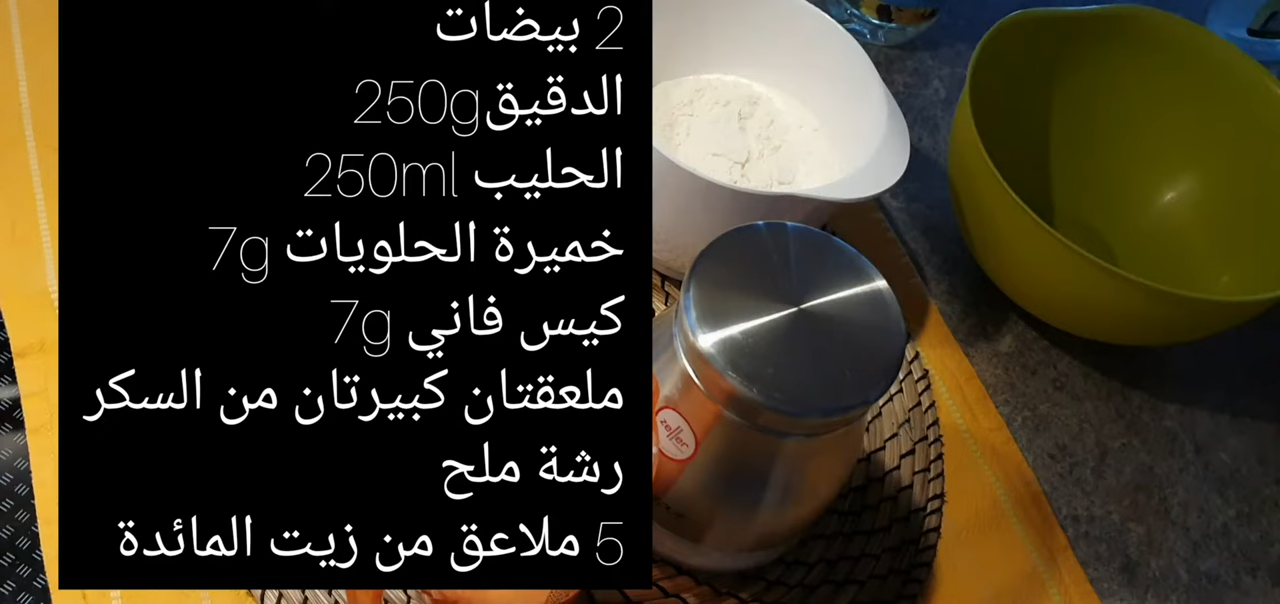 2 بيضات
الدقيق250g
الحليب 250ml
خميرة الحلويات 7g
كيس فاني 7g
ملعقتان كبيرتان من السكر
رشة ملح
5 ملاعق من زيت المائدة
zeller